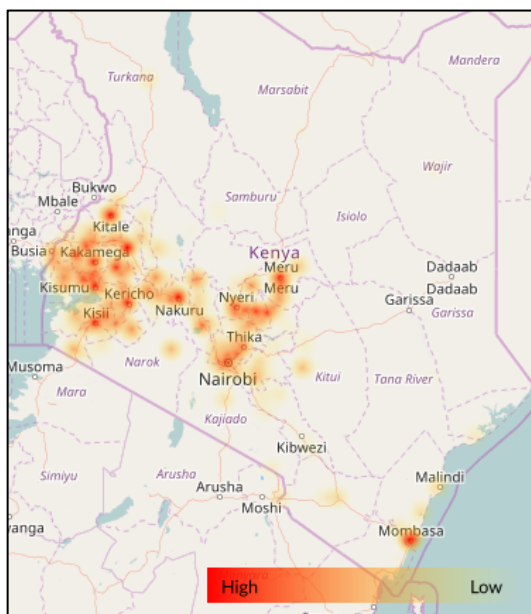 Turkana
Mandera
Marsabit
Wajir
Bukwo
Mbale
Samburu
Isiolo
Kitale
Busia
Kakamega
Kenya
Meru
Dadaab
Kisumu
Kericho
Nyeri
Meru
Dadaab
Nakuru
Garissa
Garissa
Kisii
Thika
Narok
Nairobi
Musoma
Kitui
Tana River
Mara
Kajiado
Kibwezi
Simiyu
Arusha
Arusha
Moshi
Malindi
Mombasa
High
Low